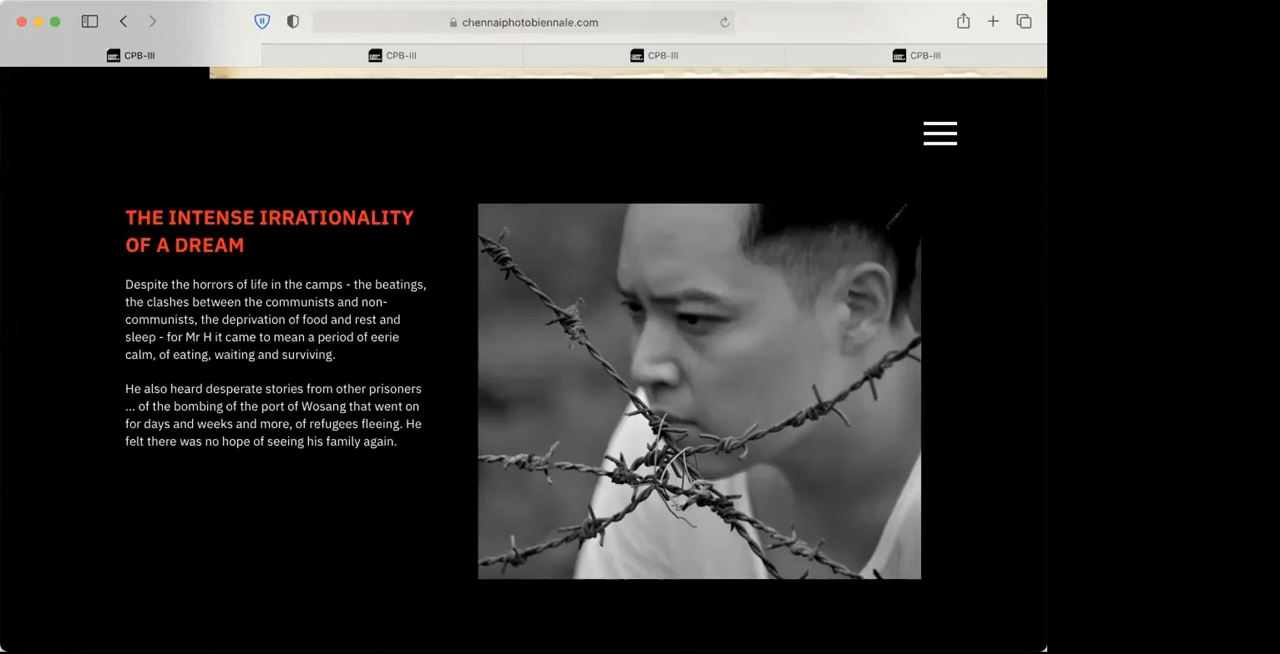 chennaiphotobiennale.com
CPB-III
CPB-III
CPB-III
CPB-III
THE INTENSE IRRATIONALITY
OF A DREAM
Despite the horrors of life in the camps - the beatings,
the clashes between the communists and non-
communists, the deprivation of food and rest and
sleep - for Mr H it came to mean a period of eerie
calm, of eating, waiting and surviving.
He also heard desperate stories from other prisoners
... of the bombing of the port of Wosang that went on
for days and weeks and more, of refugees fleeing. He
felt there was no hope of seeing his family again.